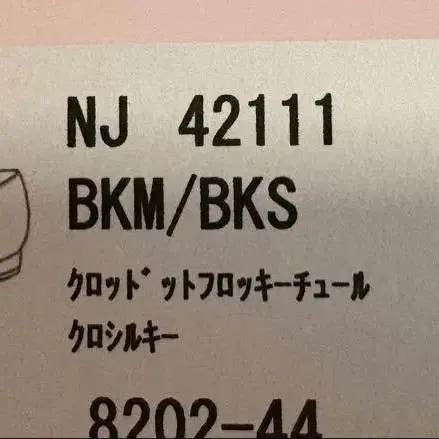 NJ 42111
BKM/BKS
ｸﾛｯﾄﾞｯﾄﾌﾛｯｷｰﾁｭｰﾙ
ｸﾛｼﾙｷｰ
8202-44